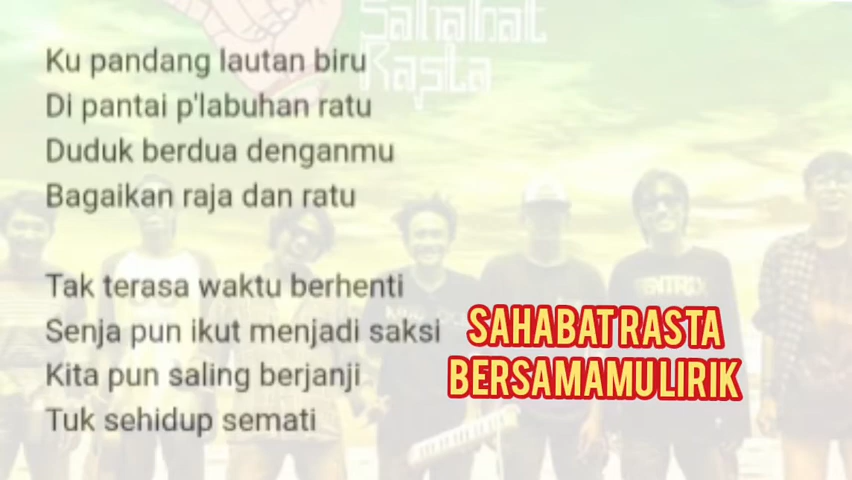 Sahabat
Rasta
Ku pandang lautan biru
Di pantai p'labuhan ratu
Duduk berdua denganmu
Bagaikan raja dan ratu
Tak terasa waktu berhenti
Senja pun ikut menjadi saksi
Kita pun saling berjanji
Tuk sehidup semati
SAHABAT RASTA
BERSAMAMU LIRIK